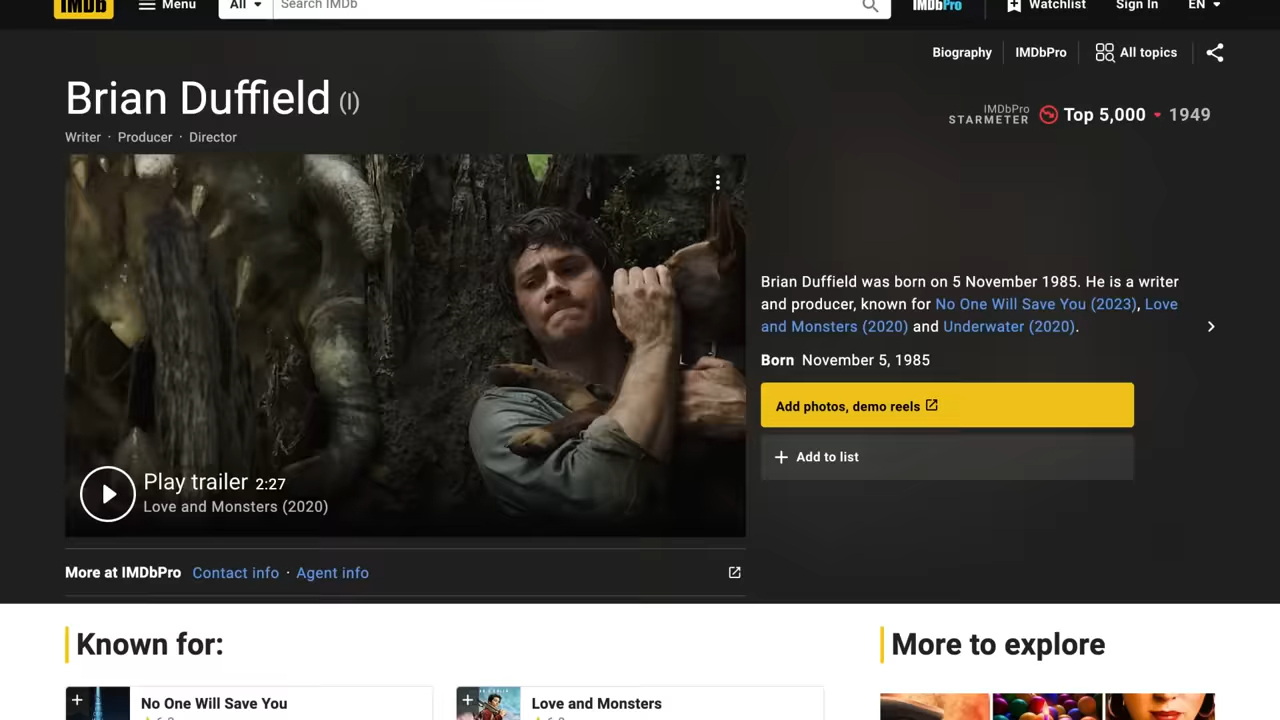 IMDb Menu All Search IMDb IMDbPro Watchlist Sign In EN
Biography IMDbPro All topics
Brian Duffield (I)
Writer · Producer · Director
IMDbPro
STARMETER Top 5,000 1949
Brian Duffield was born on 5 November 1985. He is a writer
and producer, known for No One Will Save You (2023), Love
and Monsters (2020) and Underwater (2020).
Born November 5, 1985
Add photos, demo reels
Add to list
Play trailer 2:27
Love and Monsters (2020)
More at IMDbPro Contact info · Agent info
Known for:
More to explore
No One Will Save You
Love and Monsters